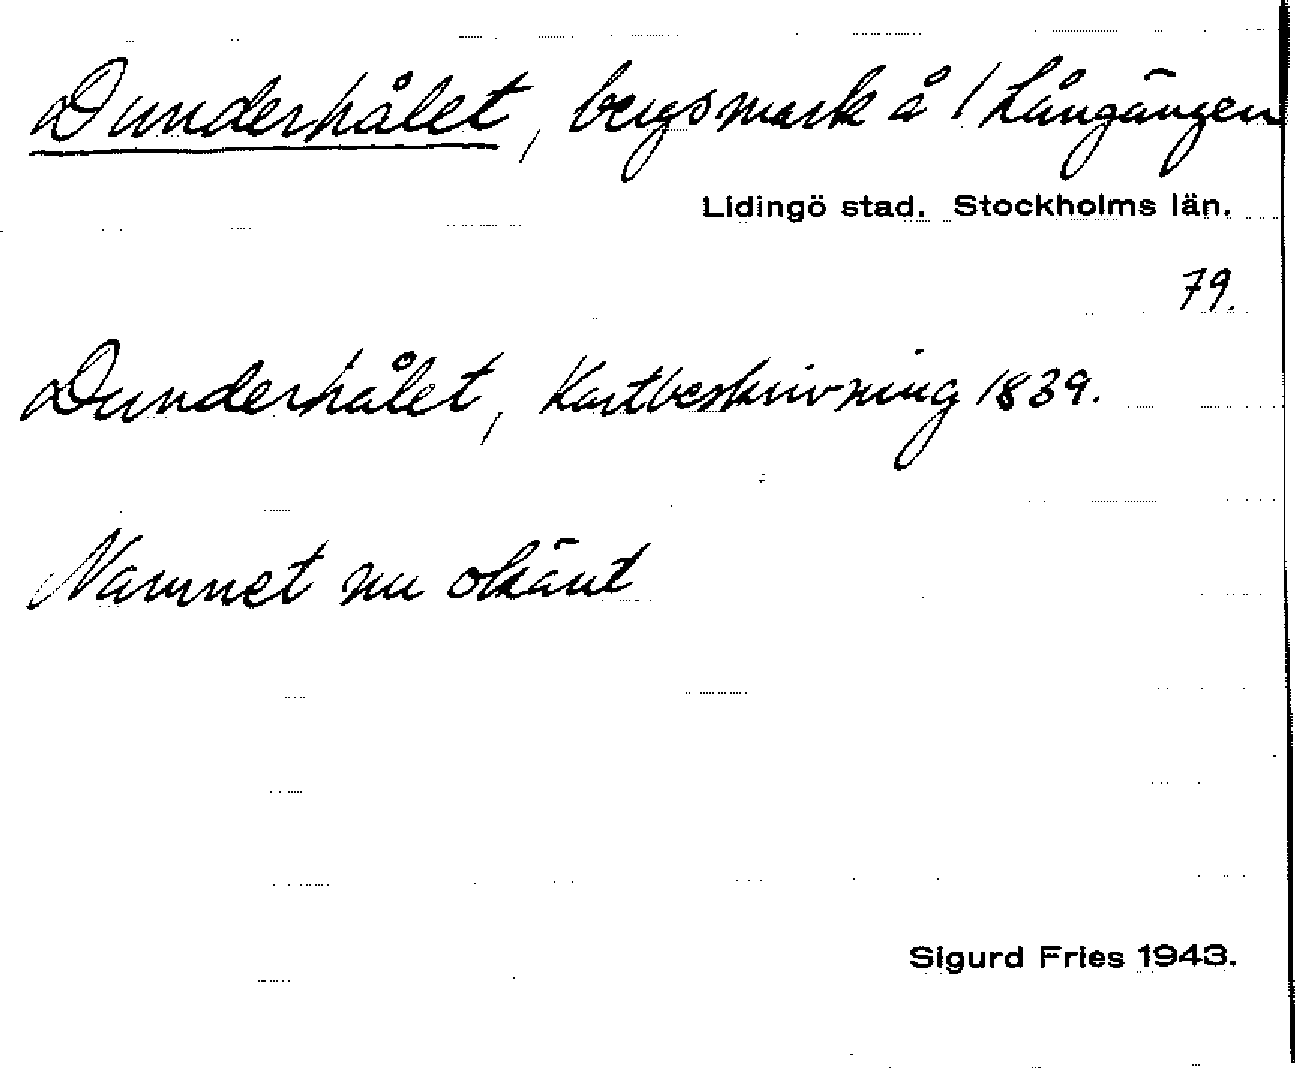 Dunderhålet, bergsmark å 1 Långängen
Lidingö stad. Stockholms län.
79.
Dunderhålet, Kartbeskrivning 1839.
Namnet nu okänt
Sigurd Fries 1943.